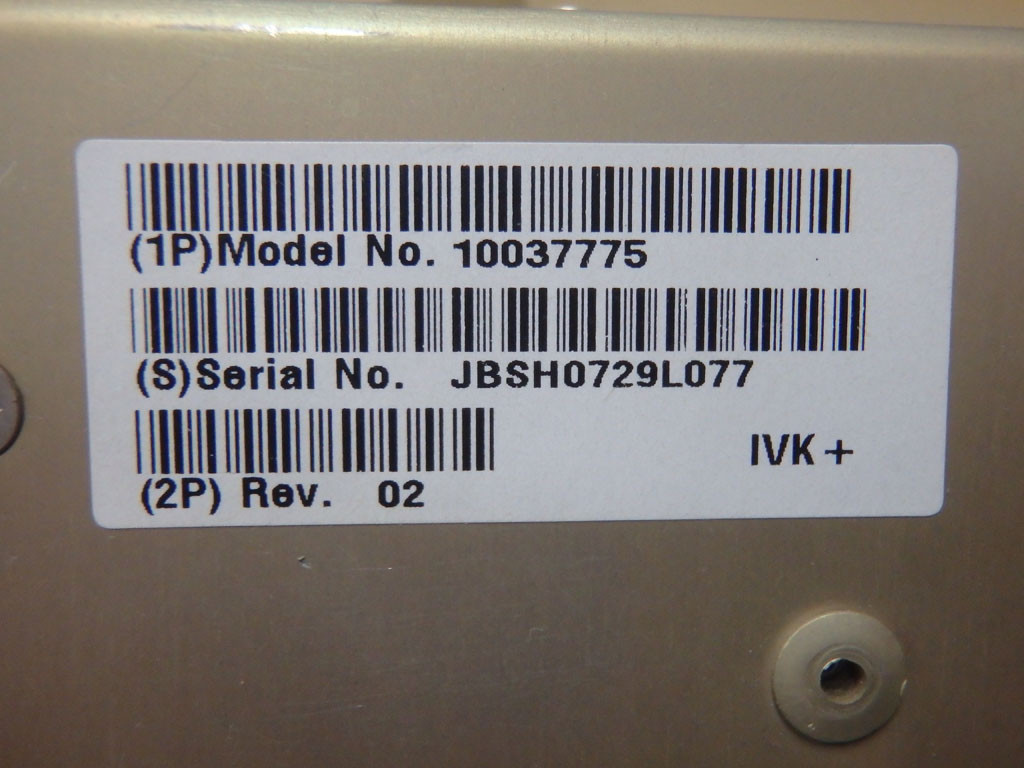 (1P)Model No. 10037775
(S)Serial No. JBSH0729L077
IVK+
(2P) Rev. 02